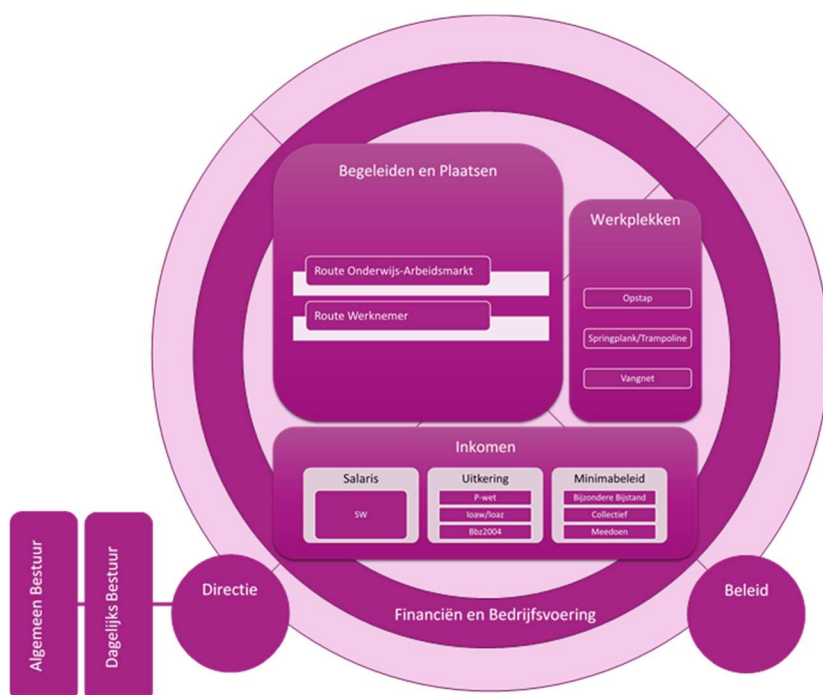 Begeleiden en Plaatsen
Route Onderwijs-Arbeidsmarkt
Route Werknemer
Werkplekken
Opstap
Springplank/Trampoline
Vangnet
Inkomen
Salaris
SW
Uitkering
P-wet
Ioaw/Ioaz
Bbz2004
Minimabeleid
Bijzondere Bijstand
Collectief
Meedoen
Algemeen Bestuur
Dagelijks Bestuur
Directie
Financiën en Bedrijfsvoering
Beleid